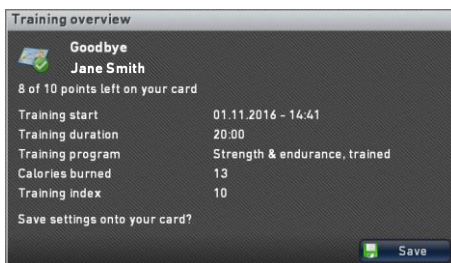 Training overview
Goodbye
Jane Smith
8 of 10 points left on your card
Training start 01.11.2016 - 14:41
Training duration 20:00
Training program Strength & endurance, trained
Calories burned 13
Training index 10
Save settings onto your card?
Save